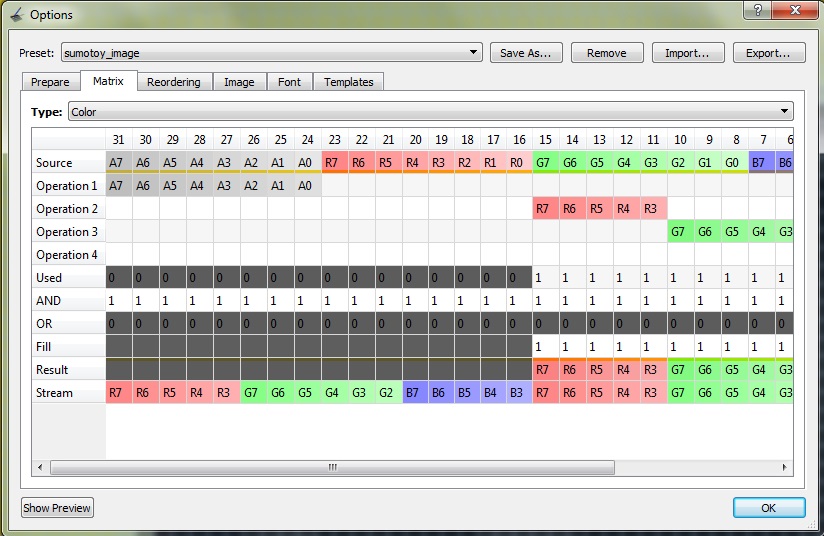 Options
Preset: sumotoy_image Save As... Remove Import... Export...
Prepare Matrix Reordering Image Font Templates
Type: Color
31 30 29 28 27 26 25 24 23 22 21 20 19 18 17 16 15 14 13 12 11 10 9 8 7 6
Source A7 A6 A5 A4 A3 A2 A1 A0 R7 R6 R5 R4 R3 R2 R1 R0 G7 G6 G5 G4 G3 G2 G1 G0 B7 B6
Operation 1 A7 A6 A5 A4 A3 A2 A1 A0
Operation 2 R7 R6 R5 R4 R3
Operation 3 G7 G6 G5 G4 G3
Operation 4
Used 0 0 0 0 0 0 0 0 0 0 0 0 0 0 0 0 1 1 1 1 1 1 1 1 1 1
AND 1 1 1 1 1 1 1 1 1 1 1 1 1 1 1 1 1 1 1 1 1 1 1 1 1 1
OR 0 0 0 0 0 0 0 0 0 0 0 0 0 0 0 0 0 0 0 0 0 0 0 0 0 0
Fill 1 1 1 1 1 1 1 1 1 1
Result R7 R6 R5 R4 R3 G7 G6 G5 G4 G3
Stream R7 R6 R5 R4 R3 G7 G6 G5 G4 G3 G2 B7 B6 B5 B4 B3 R7 R6 R5 R4 R3 G7 G6 G5 G4 G3
Show Preview OK